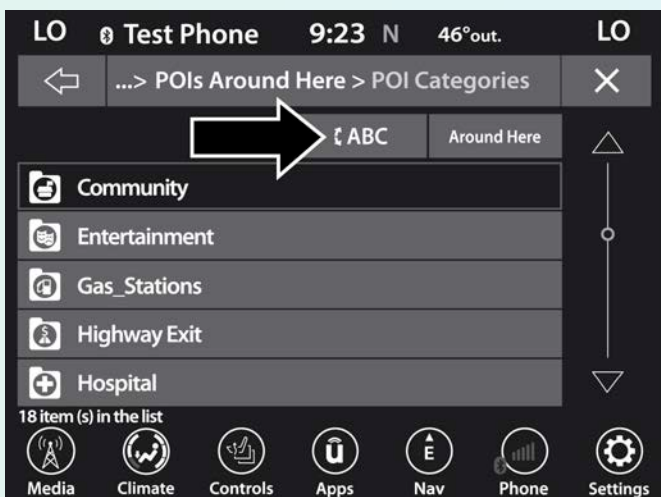 LO Test Phone 9:23 N 46°out. LO
...> POIs Around Here > POI Categories X
ABC Around Here
Community
Entertainment
Gas_Stations
Highway Exit
Hospital
18 item (s) in the list
û E
Media Climate Controls Apps Nav Phone Settings